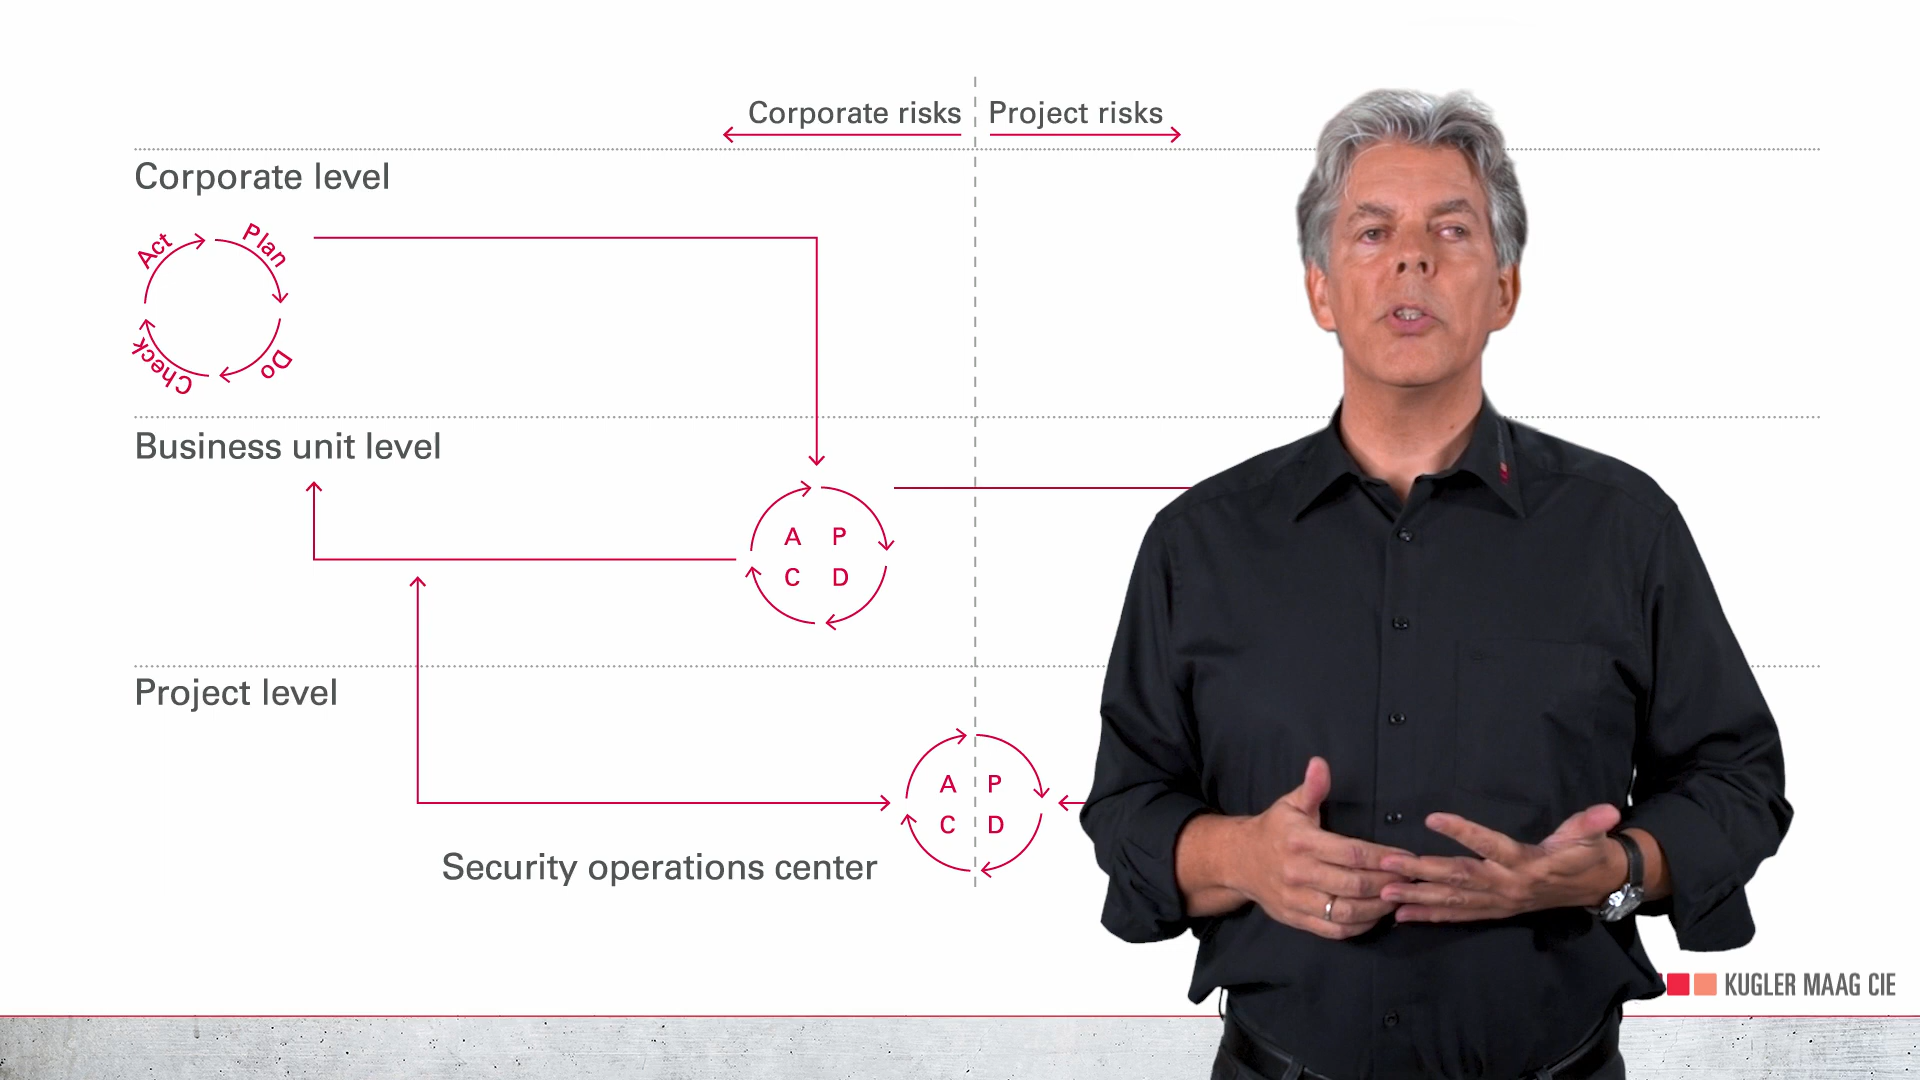 Corporate risks
Project risks
Corporate level
Act
Plan
Check
Do
Business unit level
A P
C D
Project level
A P
C D
Security operations center
KUGLER MAAG CIE